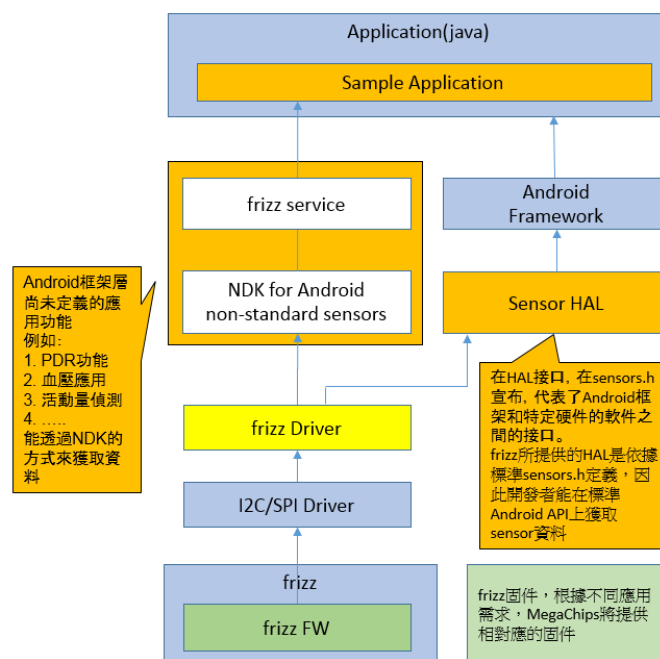 Application(java)
Sample Application
frizz service
Android
Framework
NDK for Android
non-standard sensors
Sensor HAL
Android框架層
尚未定義的應
用功能
例如:
1. PDR功能
2. 血壓應用
3. 活動量偵測
4. .....
能透過NDK的
方式來獲取資
料
在HAL接口, 在sensors.h
宣布, 代表了Android框
架和特定硬件的軟件之
間的接口。
frizz所提供的HAL是依據
標準sensors.h定義，因
此開發者能在標準
Android API上獲取
sensor資料
frizz Driver
I2C/SPI Driver
frizz
frizz FW
frizz固件，根據不同應用
需求，MegaChips將提供
相對應的固件